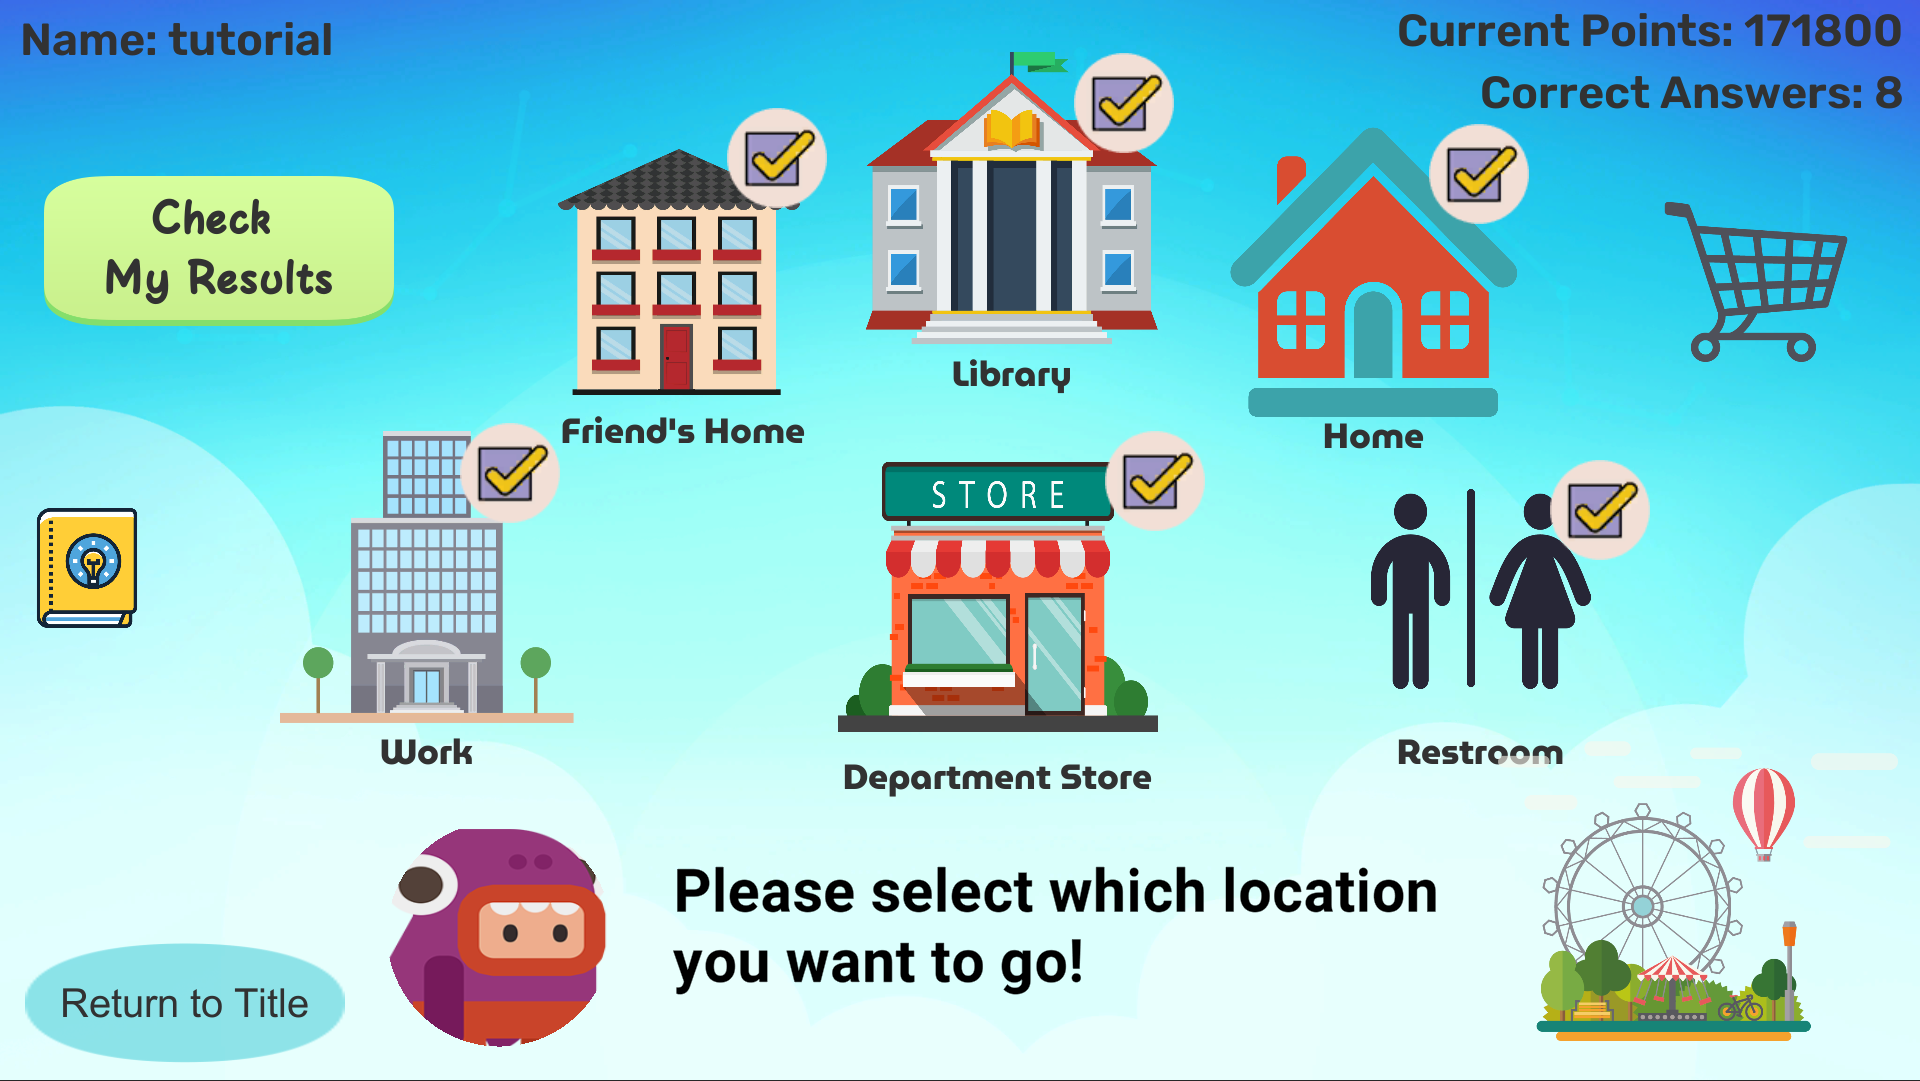 Name: tutorial
Current Points: 171800
Correct Answers: 8
Check
My Results
Library
Friend's Home
Home
STORE
Work
Department Store
Restroom
Please select which location
you want to go!
Return to Title